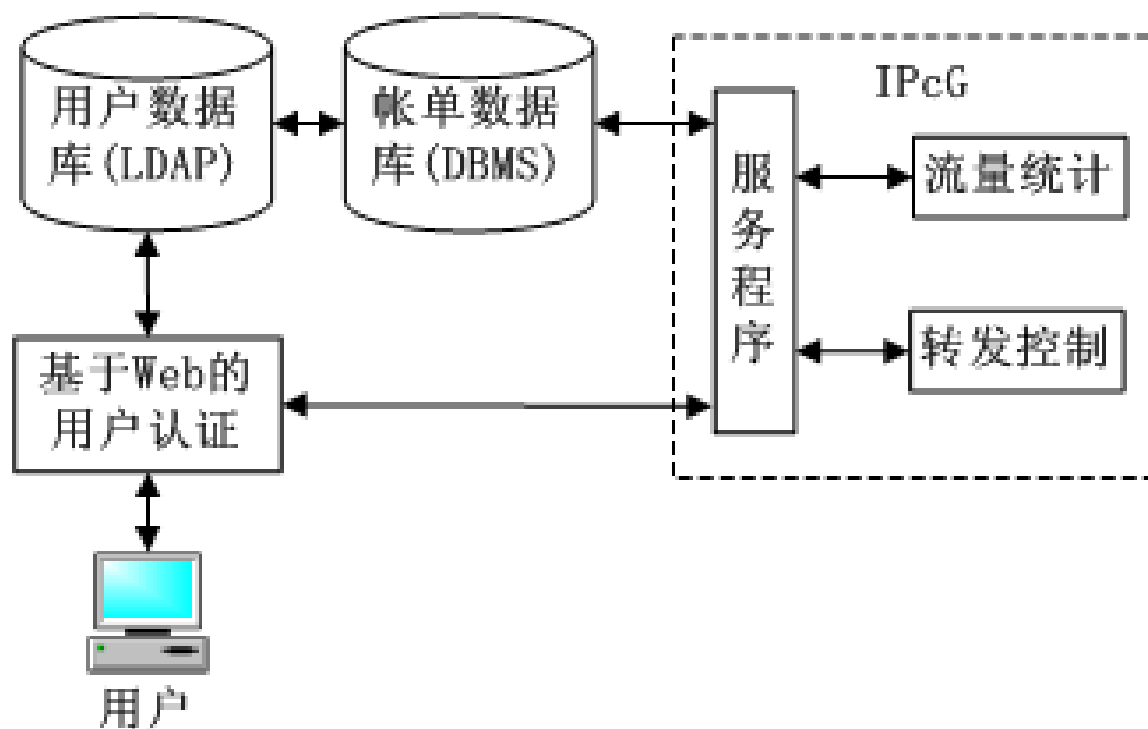 用户数据
库(LDAP)
帐单数据
库(DBMS)
IPcG
服务程序
流量统计
转发控制
基于Web的
用户认证
用户